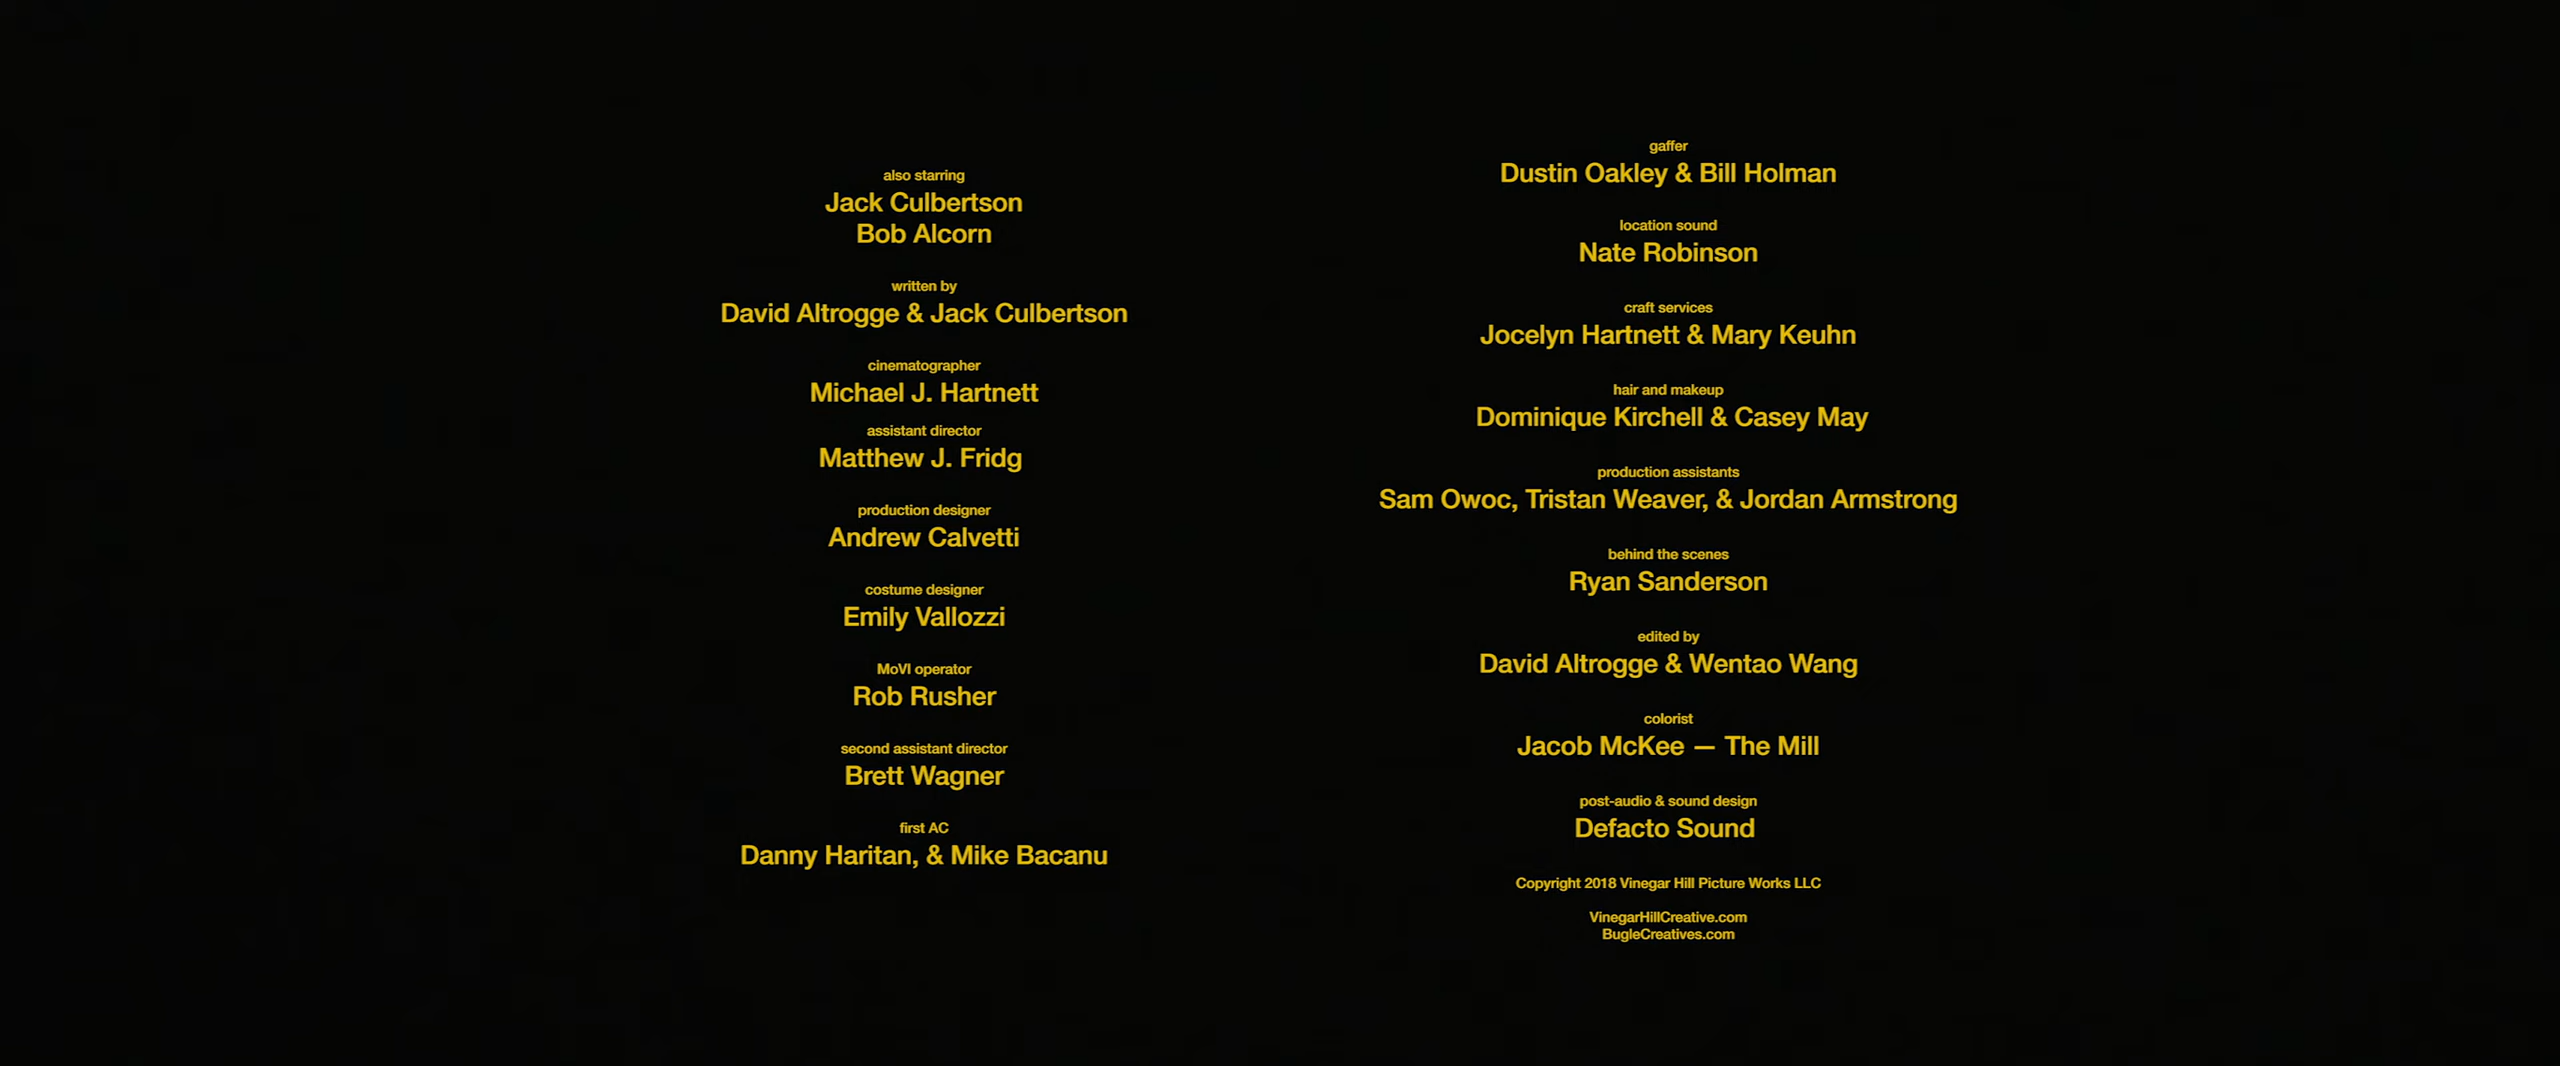 also starring
Jack Culbertson
Bob Alcorn
written by
David Altrogge & Jack Culbertson
cinematographer
Michael J. Hartnett
assistant director
Matthew J. Fridg
production designer
Andrew Calvetti
costume designer
Emily Vallozzi
MoVI operator
Rob Rusher
second assistant director
Brett Wagner
first AC
Danny Haritan, & Mike Bacanu
gaffer
Dustin Oakley & Bill Holman
location sound
Nate Robinson
craft services
Jocelyn Hartnett & Mary Keuhn
hair and makeup
Dominique Kirchell & Casey May
production assistants
Sam Owoc, Tristan Weaver, & Jordan Armstrong
behind the scenes
Ryan Sanderson
edited by
David Altrogge & Wentao Wang
colorist
Jacob McKee — The Mill
post-audio & sound design
Defacto Sound
Copyright 2018 Vinegar Hill Picture Works LLC
VinegarHillCreative.com
BugleCreatives.com